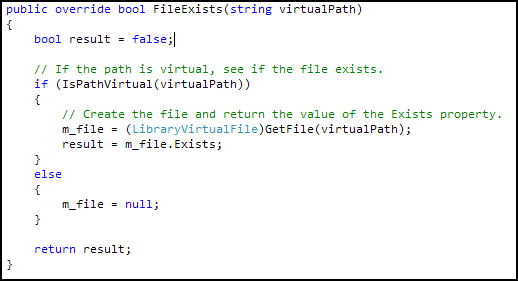 public override bool FileExists(string virtualPath)
{
    bool result = false;

    // If the path is virtual, see if the file exists.
    if (IsPathVirtual(virtualPath))
    {
        // Create the file and return the value of the Exists property.
        m_file = (LibraryVirtualFile)GetFile(virtualPath);
        result = m_file.Exists;
    }
    else
    {
        m_file = null;
    }

    return result;
}